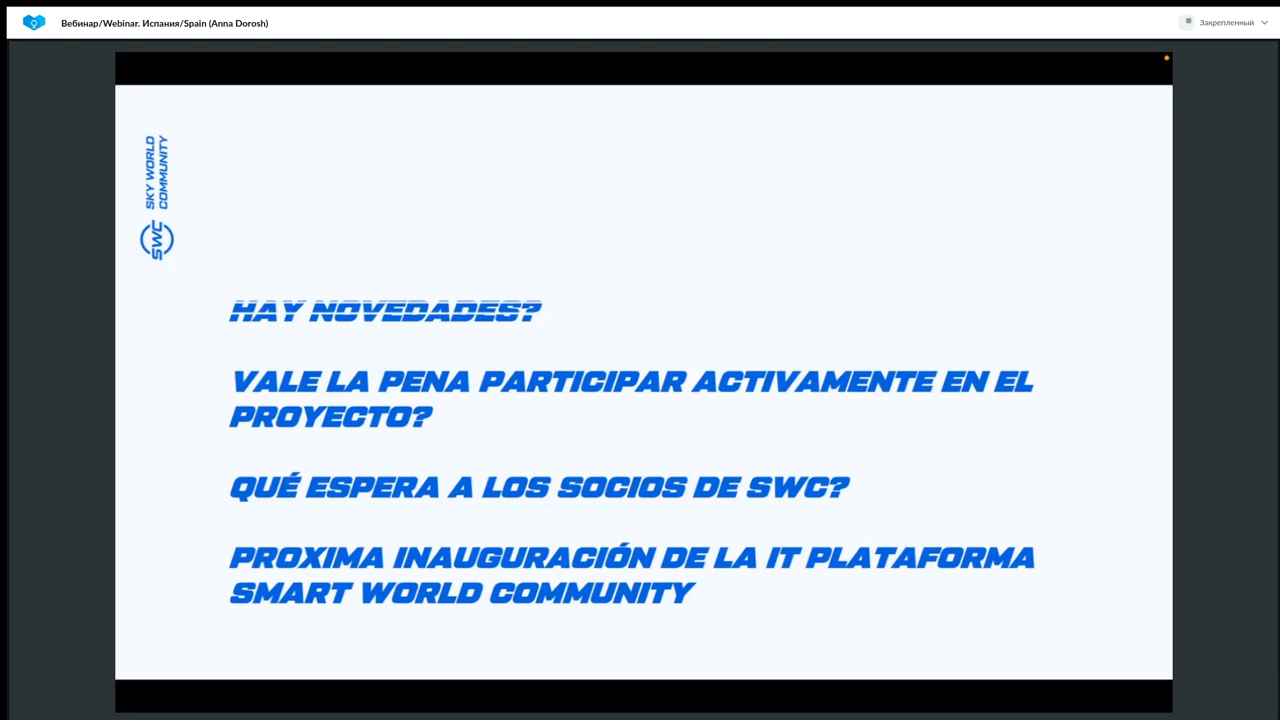 Вебинар/Webinar. Испания/Spain (Anna Dorosh)
Закрепленный
SKY WORLD
COMMUNITY
SWC
HAY NOVEDADES?
VALE LA PENA PARTICIPAR ACTIVAMENTE EN EL
PROYECTO?
QUÉ ESPERA A LOS SOCIOS DE SWC?
PROXIMA INAUGURACIÓN DE LA IT PLATAFORMA
SMART WORLD COMMUNITY